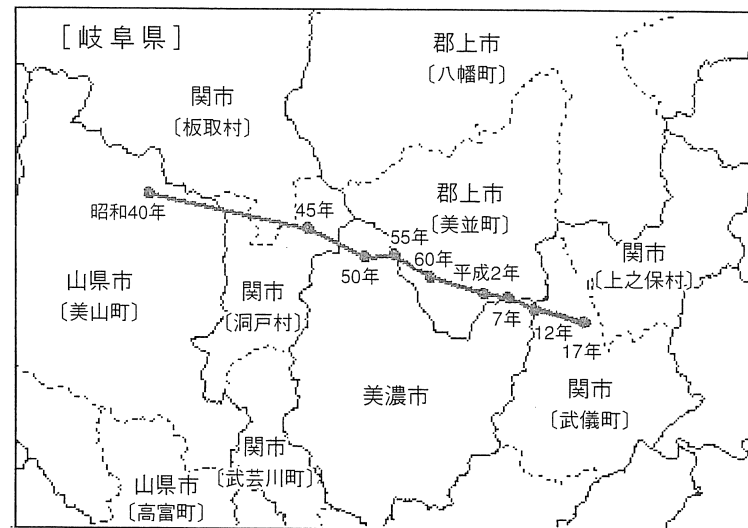 [岐阜県]
郡上市
〔八幡町〕
関市
〔板取村〕
昭和40年
45年
郡上市
〔美並町〕
55年
60年
50年
平成2年
7年
12年
17年
関市
〔上之保村〕
山県市
〔美山町〕
関市
〔洞戸村〕
美濃市
関市
〔武儀町〕
関市
〔武芸川町〕
山県市
〔高富町〕